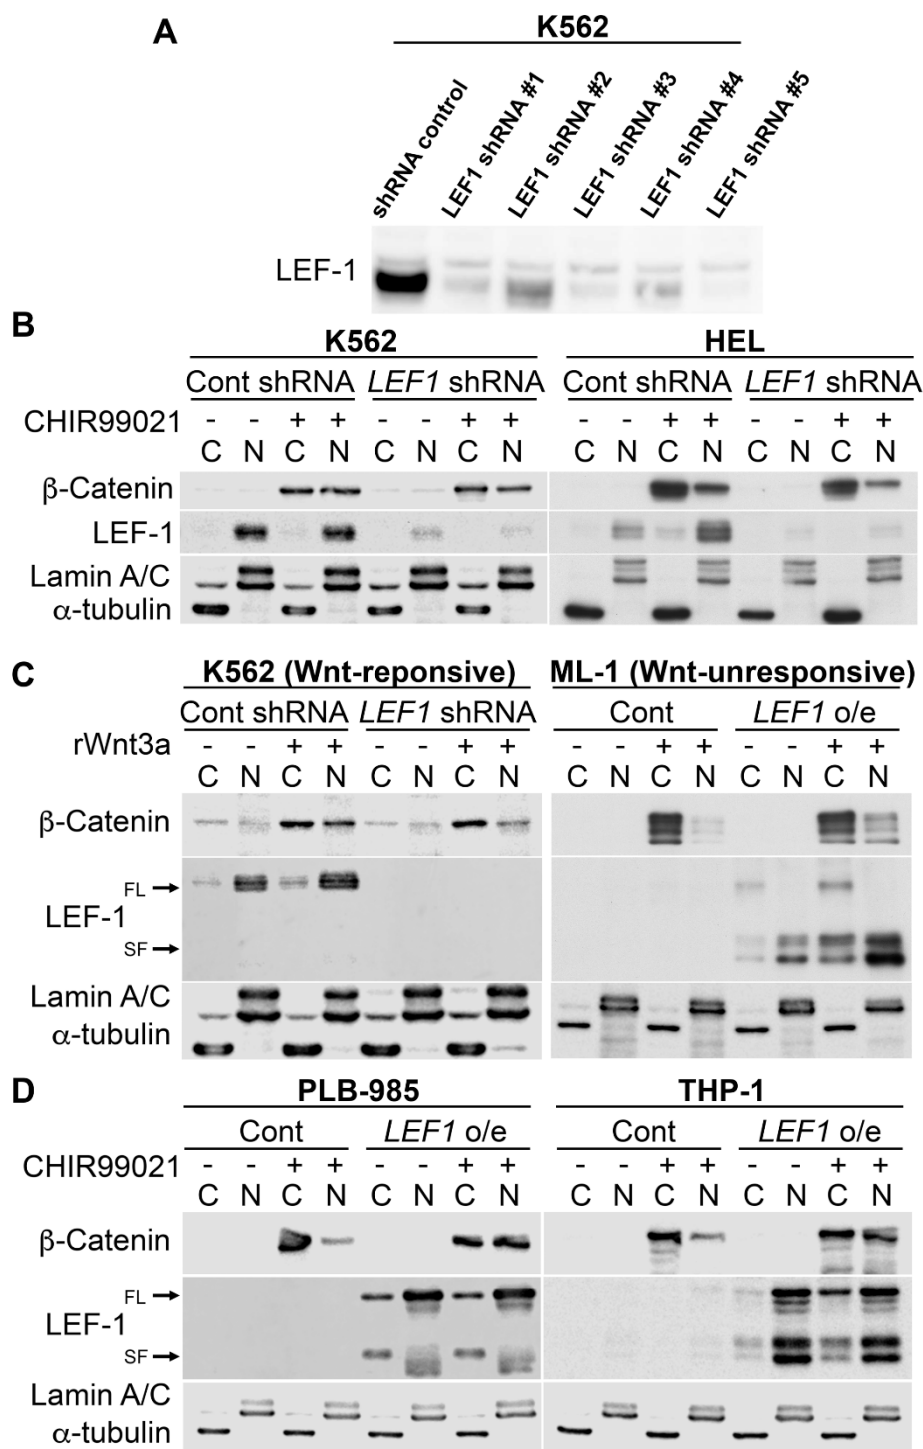 A
K562
shRNA control
LEF1 shRNA #1
LEF1 shRNA #2
LEF1 shRNA #3
LEF1 shRNA #4
LEF1 shRNA #5
LEF-1
B
K562 HEL
Cont shRNA LEF1 shRNA Cont shRNA LEF1 shRNA
CHIR99021 - - + + - - + + - - + + - - + +
C N C N C N C N C N C N C N C N
β-Catenin
LEF-1
Lamin A/C
α-tubulin
C
K562 (Wnt-reponsive) ML-1 (Wnt-unresponsive)
Cont shRNA LEF1 shRNA Cont LEF1 o/e
rWnt3a - - + + - - + + - - + + - - + +
C N C N C N C N C N C N C N C N
β-Catenin
FL
LEF-1
SF
Lamin A/C
α-tubulin
D
PLB-985 THP-1
Cont LEF1 o/e Cont LEF1 o/e
CHIR99021 - - + + - - + + - - + + - - + +
C N C N C N C N C N C N C N C N
β-Catenin
FL
LEF-1
SF
Lamin A/C
α-tubulin